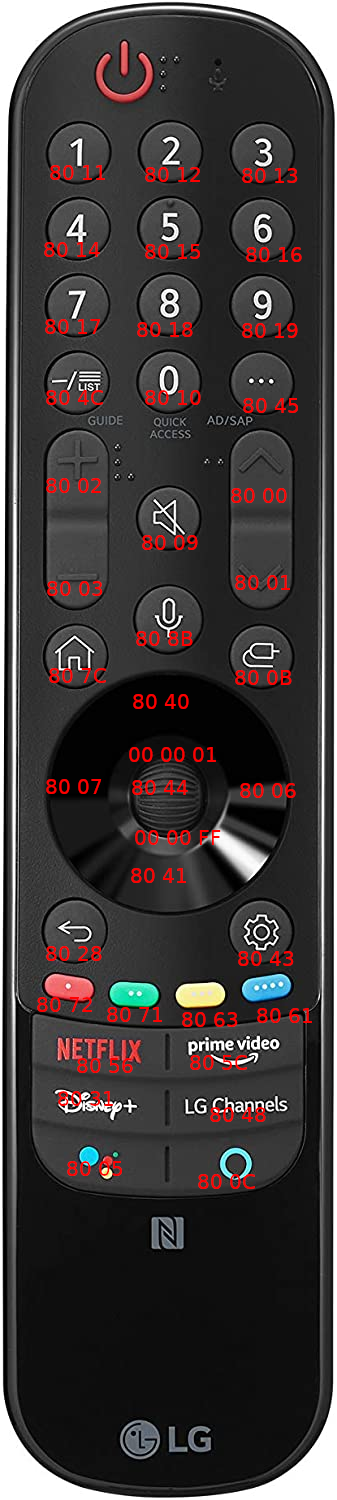 1 2 3
80 11 80 12 80 13
4 5 6
80 14 80 15 80 16
7 8 9
80 17 80 18 80 19
-/LIST 0 ...
80 4C 80 10 80 45
GUIDE QUICK ACCESS AD/SAP
+
80 02 80 00
80 09
−
80 03 80 01
80 8B
80 7C 80 0B
80 40
00 00 01
80 07 80 44 80 06
00 00 FF
80 41
80 28 80 43
80 72 80 71 80 63 80 61
NETFLIX prime video
80 56 80 5C
Disney+ LG Channels
80 31 80 48
80 65 80 0C
N
LG LG